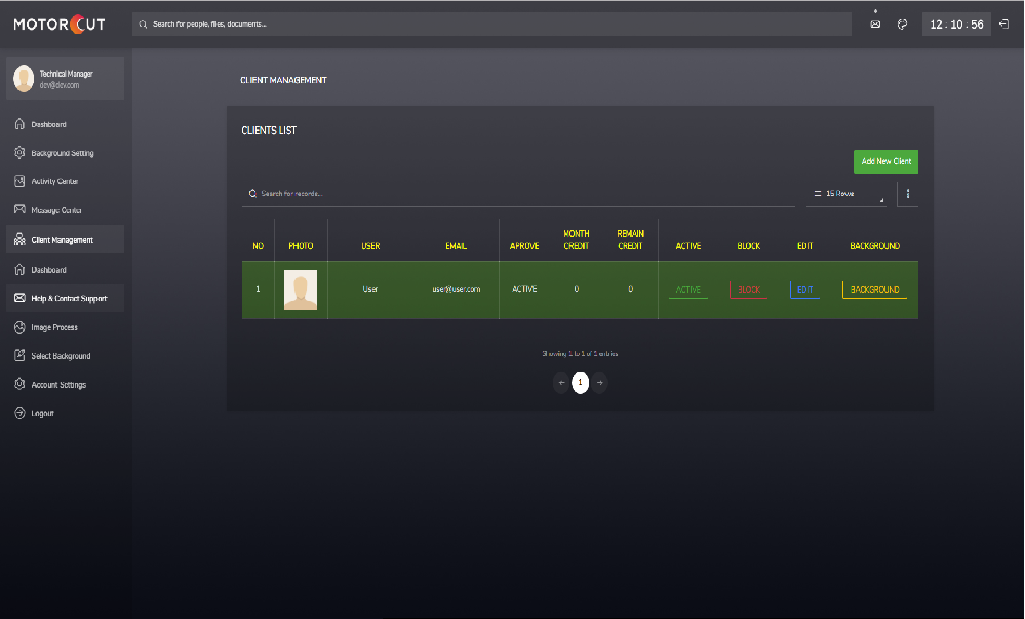 MOTORCUT
Search for people, files, documents...
12 : 10 : 56
Technical Manager
dev@dev.com
Dashboard
Background Setting
Activity Center
Message Center
Client Management
Dashboard
Help & Contact Support
Image Process
Select Background
Account Settings
Logout
CLIENT MANAGEMENT
CLIENTS LIST
Add New Client
Search for records...
15 Rows
NO PHOTO USER EMAIL APROVE MONTH CREDIT REMAIN CREDIT ACTIVE BLOCK EDIT BACKGROUND
1 User user@user.com ACTIVE 0 0 ACTIVE BLOCK EDIT BACKGROUND
Showing 1 to 1 of 1 entries
← 1 →